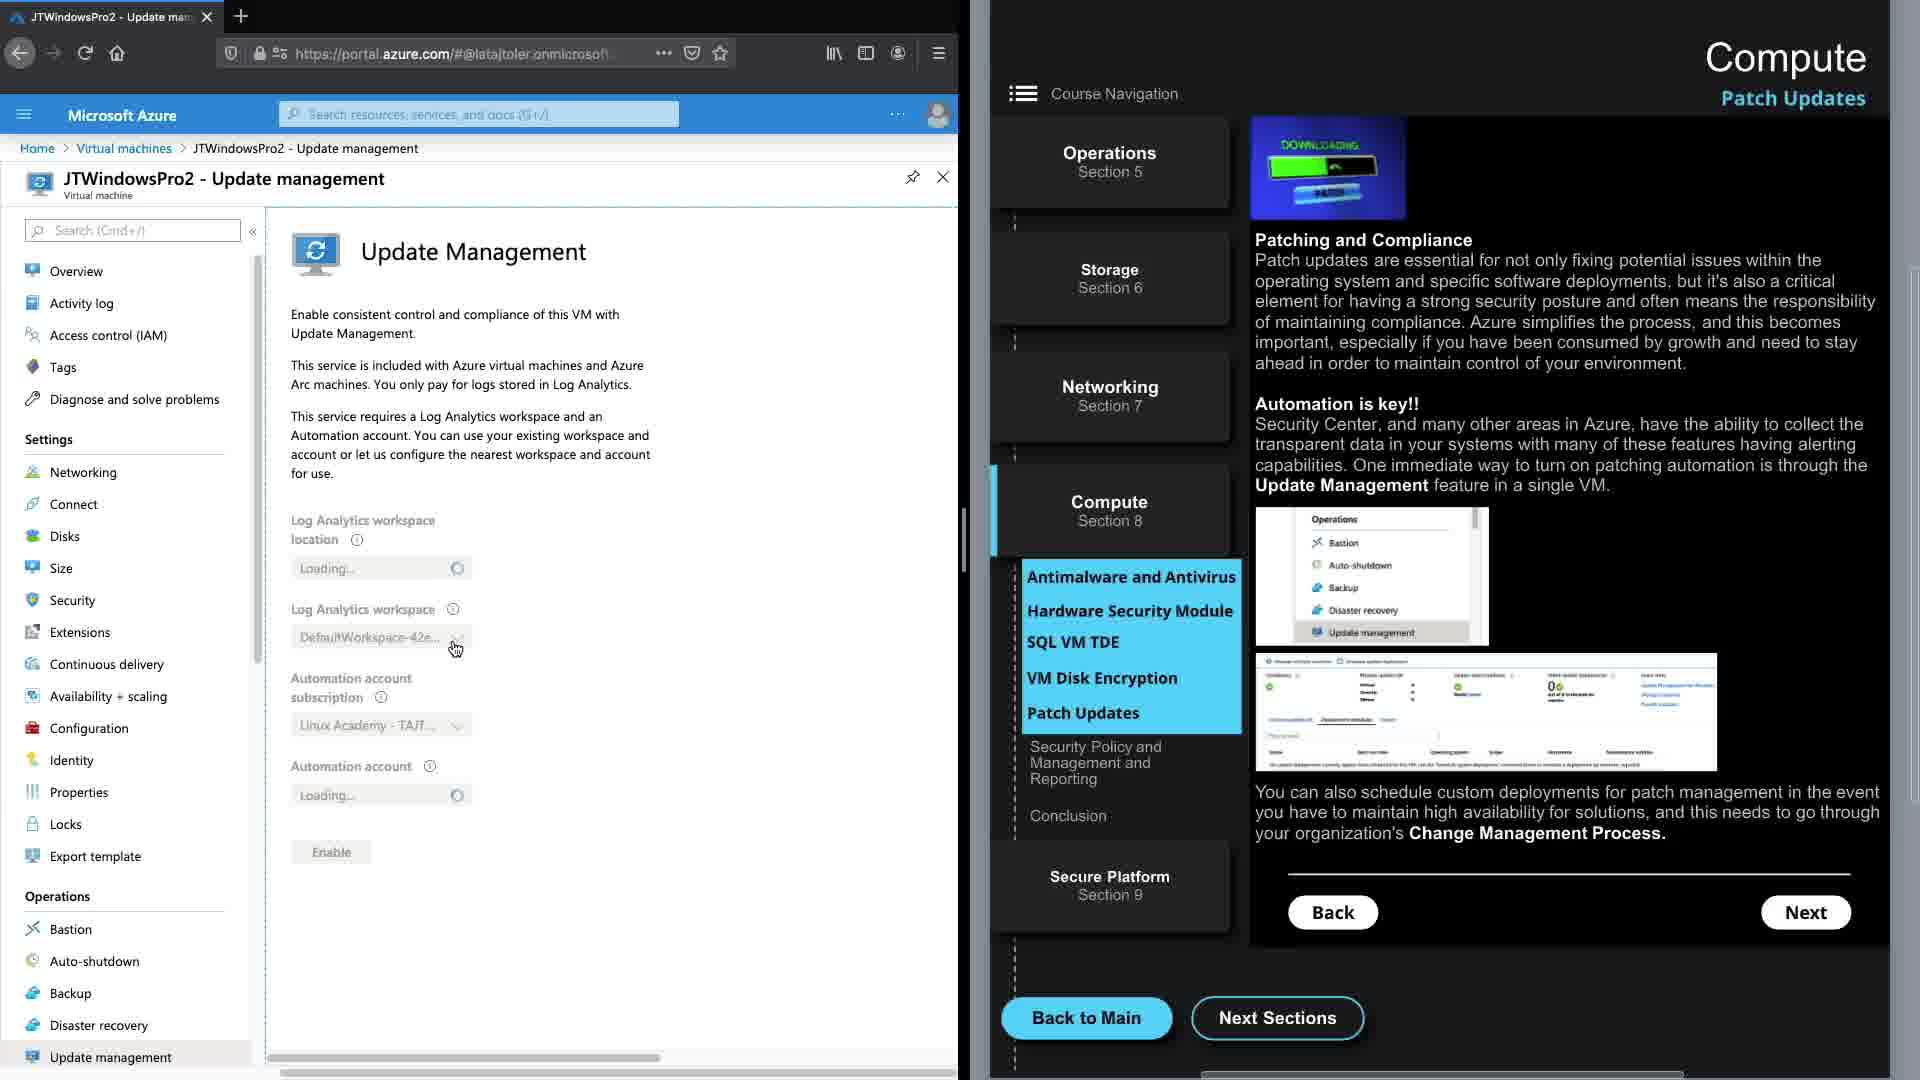 JTWindowsPro2 - Update man
https://portal.azure.com/#@latajtoler.onmicrosoft
Microsoft Azure
Search resources, services, and docs (G+/)
Home > Virtual machines > JTWindowsPro2 - Update management
JTWindowsPro2 - Update management
Virtual machine
Search (Cmd+/)
Overview
Activity log
Access control (IAM)
Tags
Diagnose and solve problems
Settings
Networking
Connect
Disks
Size
Security
Extensions
Continuous delivery
Availability + scaling
Configuration
Identity
Properties
Locks
Export template
Operations
Bastion
Auto-shutdown
Backup
Disaster recovery
Update management
Update Management
Enable consistent control and compliance of this VM with
Update Management.
This service is included with Azure virtual machines and Azure
Arc machines. You only pay for logs stored in Log Analytics.
This service requires a Log Analytics workspace and an
Automation account. You can use your existing workspace and
account or let us configure the nearest workspace and account
for use.
Log Analytics workspace
location
Loading...
Log Analytics workspace
DefaultWorkspace-42e...
Automation account
subscription
Linux Academy - TAJT...
Automation account
Loading...
Enable
Compute
Patch Updates
Course Navigation
Operations
Section 5
Storage
Section 6
Networking
Section 7
Compute
Section 8
Antimalware and Antivirus
Hardware Security Module
SQL VM TDE
VM Disk Encryption
Patch Updates
Security Policy and
Management and
Reporting
Conclusion
Secure Platform
Section 9
Back to Main
Next Sections
DOWNLOADING
PATCH
Patching and Compliance
Patch updates are essential for not only fixing potential issues within the
operating system and specific software deployments, but it's also a critical
element for having a strong security posture and often means the responsibility
of maintaining compliance. Azure simplifies the process, and this becomes
important, especially if you have been consumed by growth and need to stay
ahead in order to maintain control of your environment.
Automation is key!!
Security Center, and many other areas in Azure, have the ability to collect the
transparent data in your systems with many of these features having alerting
capabilities. One immediate way to turn on patching automation is through the
Update Management feature in a single VM.
Operations
Bastion
Auto-shutdown
Backup
Disaster recovery
Update management
You can also schedule custom deployments for patch management in the event
you have to maintain high availability for solutions, and this needs to go through
your organization's Change Management Process.
Back
Next